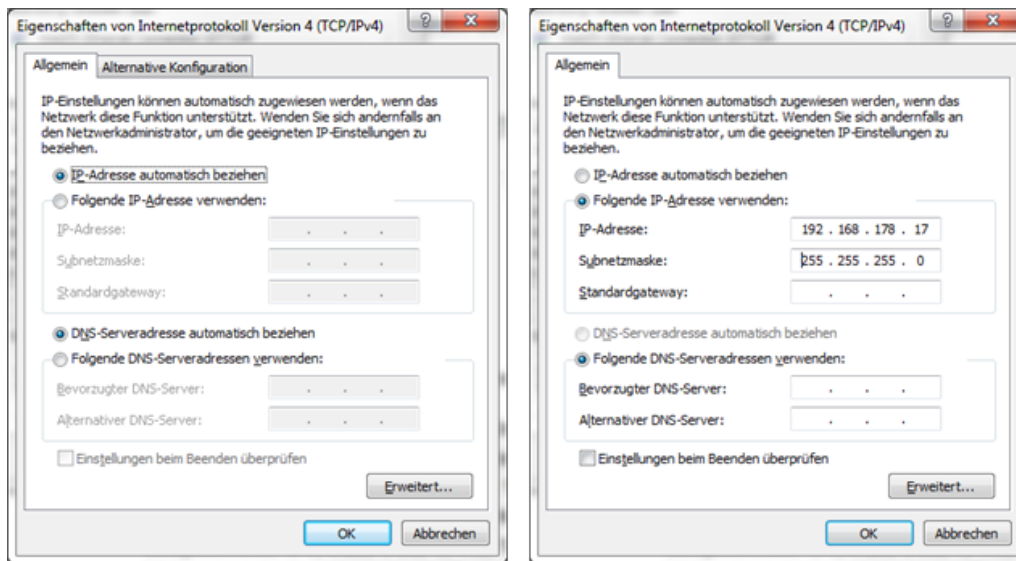 Eigenschaften von Internetprotokoll Version 4 (TCP/IPv4)
Allgemein
Alternative Konfiguration
IP-Einstellungen können automatisch zugewiesen werden, wenn das
Netzwerk diese Funktion unterstützt. Wenden Sie sich andernfalls an
den Netzwerkadministrator, um die geeigneten IP-Einstellungen zu
beziehen.
IP-Adresse automatisch beziehen
Folgende IP-Adresse verwenden:
IP-Adresse:
Subnetzmaske:
Standardgateway:
DNS-Serveradresse automatisch beziehen
Folgende DNS-Serveradressen verwenden:
Bevorzugter DNS-Server:
Alternativer DNS-Server:
Einstellungen beim Beenden überprüfen
Erweitert...
OK
Abbrechen
Eigenschaften von Internetprotokoll Version 4 (TCP/IPv4)
Allgemein
IP-Einstellungen können automatisch zugewiesen werden, wenn das
Netzwerk diese Funktion unterstützt. Wenden Sie sich andernfalls an
den Netzwerkadministrator, um die geeigneten IP-Einstellungen zu
beziehen.
IP-Adresse automatisch beziehen
Folgende IP-Adresse verwenden:
IP-Adresse: 192 . 168 . 178 . 17
Subnetzmaske: 255 . 255 . 255 . 0
Standardgateway: . . .
DNS-Serveradresse automatisch beziehen
Folgende DNS-Serveradressen verwenden:
Bevorzugter DNS-Server: . . .
Alternativer DNS-Server: . . .
Einstellungen beim Beenden überprüfen
Erweitert...
OK
Abbrechen